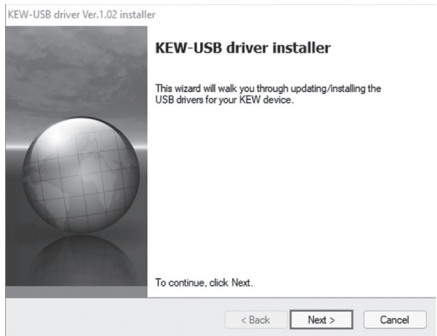 KEW-USB driver Ver.1.02 installer
KEW-USB driver installer
This wizard will walk you through updating/installing the
USB drivers for your KEW device.
To continue, click Next.
< Back
Next >
Cancel